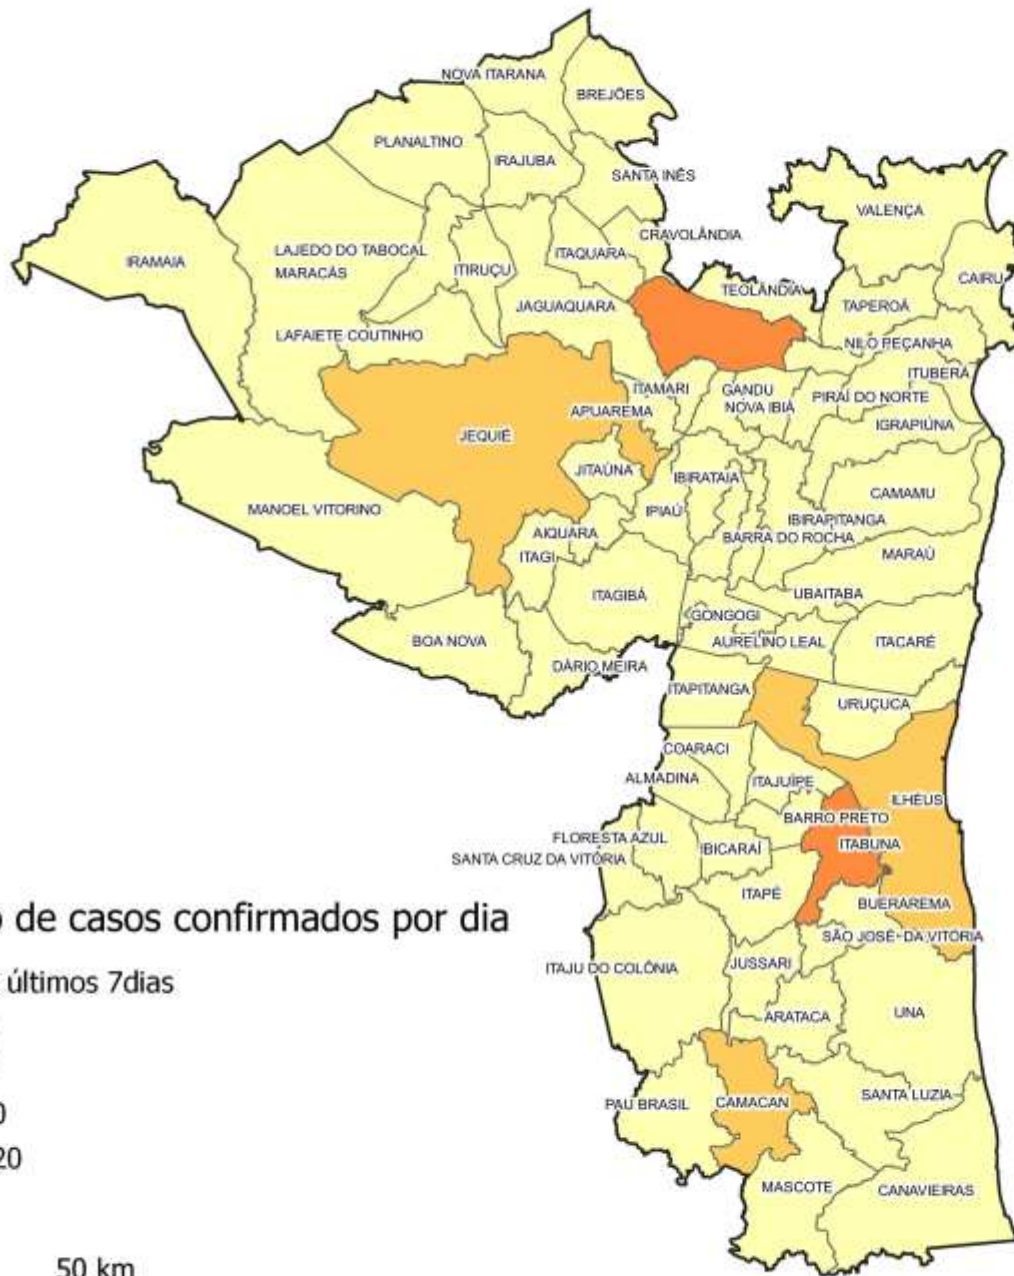 NOVA ITARANA
BREJÕES
PLANALTINO
IRAJUBA
SANTA INÊS
VALENÇA
CRAVOLÂNDIA
LAJEDO DO TABOCAL
ITAQUARA
IRAMAIA
MARACÁS
ITIRUÇU
CAIRU
TEOLÂNDIA
JAGUAQUARA
TAPEROÁ
LAFAIETE COUTINHO
NILO PEÇANHA
ITUBERÁ
ITAMARI
GANDU
PIRAÍ DO NORTE
APUAREMA
NOVA IBIÁ
IGRAPIÚNA
JEQUIÉ
JITAÚNA
IBIRATAIA
CAMAMU
MANOEL VITORINO
IPIAÚ
IBIRAPITANGA
AIQUARA
BARRA DO ROCHA
ITAGI
MARAÚ
ITAGIBÁ
UBAITABA
GONGOGI
BOA NOVA
AURELINO LEAL
ITACARÉ
DÁRIO MEIRA
ITAPITANGA
URUÇUCA
COARACI
ALMADINA
ITAJUÍPE
ILHÉUS
BARRO PRETO
FLORESTA AZUL
IBICARAÍ
ITABUNA
SANTA CRUZ DA VITÓRIA
ITAPÉ
BUERAREMA
o de casos confirmados por dia
SÃO JOSÉ DA VITÓRIA
ITAJU DO COLÔNIA
JUSSARI
últimos 7dias
ARATACA
UNA
SANTA LUZIA
PAU BRASIL
CAMACAN
0
20
MASCOTE
CANAVIEIRAS
50 km